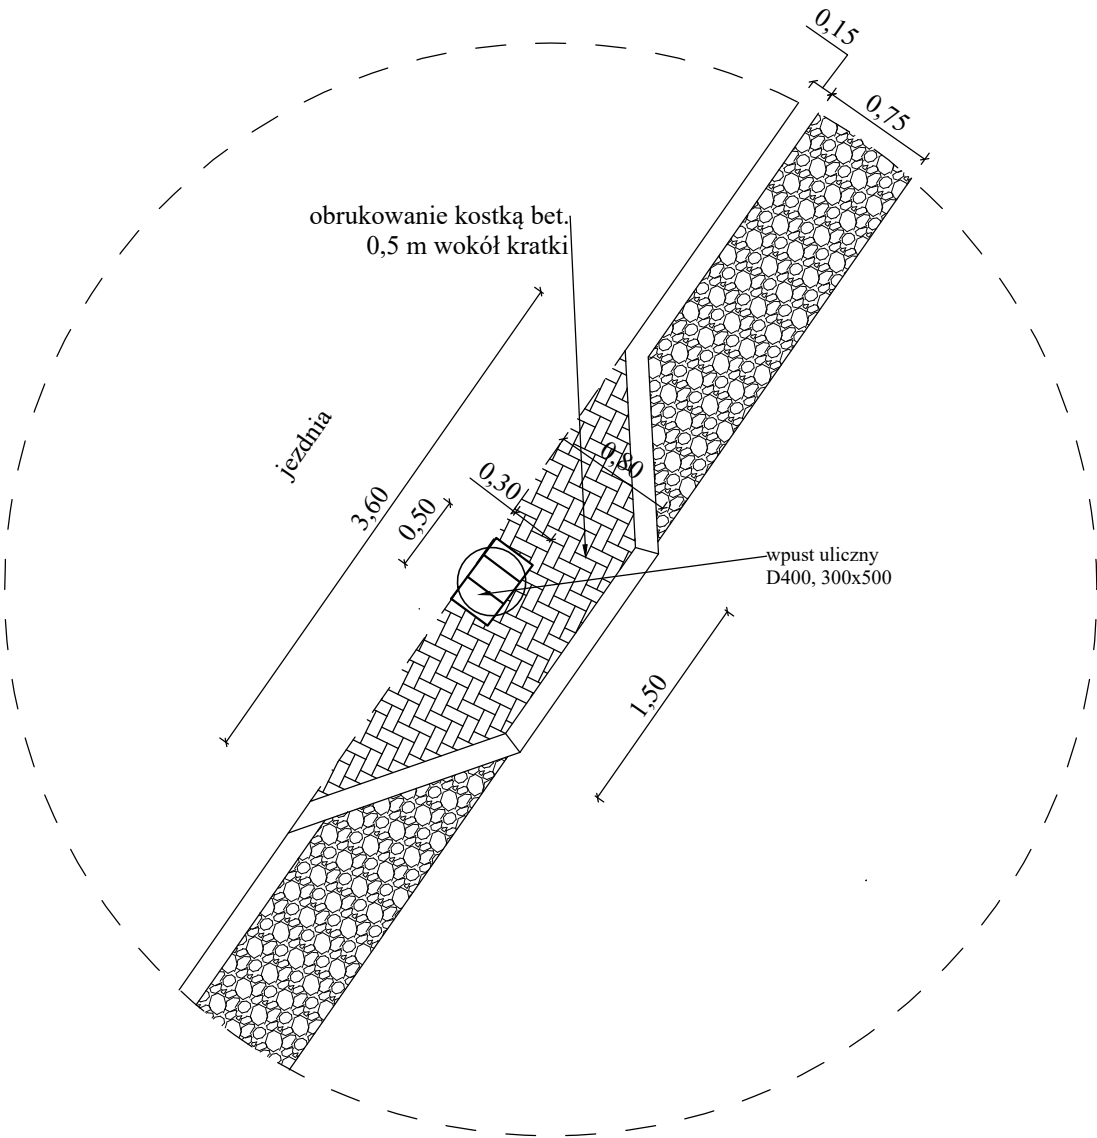 0,15
0,75
obrukowanie kostką bet.
0,5 m wokół kratki
jezdnia
0,80
0,30
3,60
0,50
wpust uliczny
D400, 300x500
1,50